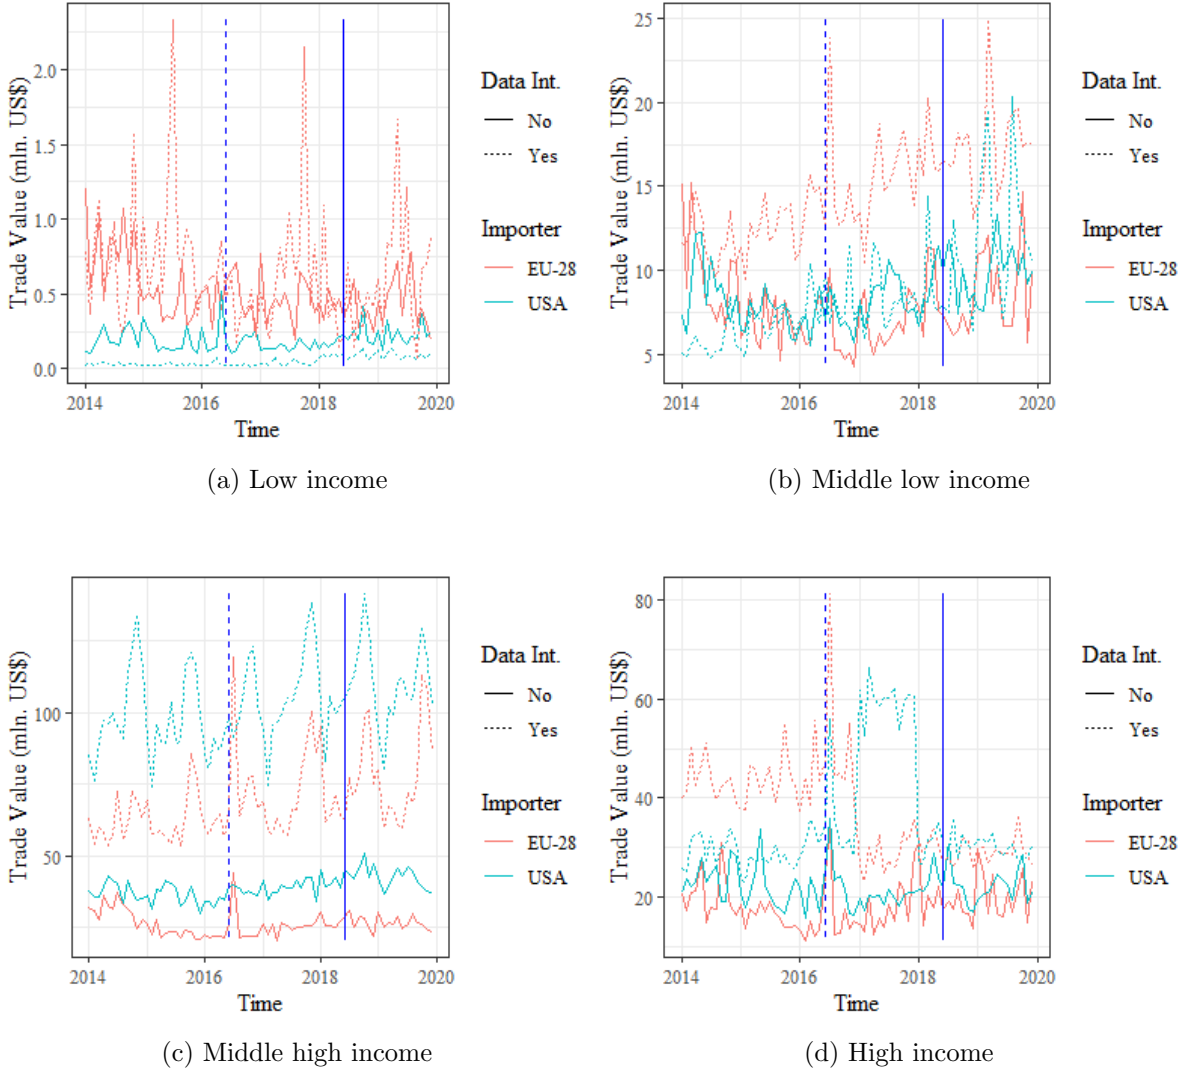 Trade Value (mln. US$)
2.0
1.5
1.0
0.5
0.0
2014 2016 2018 2020
Time
Data Int.
No
Yes
Importer
EU-28
USA
(a) Low income
Trade Value (mln. US$)
25
20
15
10
5
2014 2016 2018 2020
Time
Data Int.
No
Yes
Importer
EU-28
USA
(b) Middle low income
Trade Value (mln. US$)
100
50
2014 2016 2018 2020
Time
Data Int.
No
Yes
Importer
EU-28
USA
(c) Middle high income
Trade Value (mln. US$)
80
60
40
20
2014 2016 2018 2020
Time
Data Int.
No
Yes
Importer
EU-28
USA
(d) High income